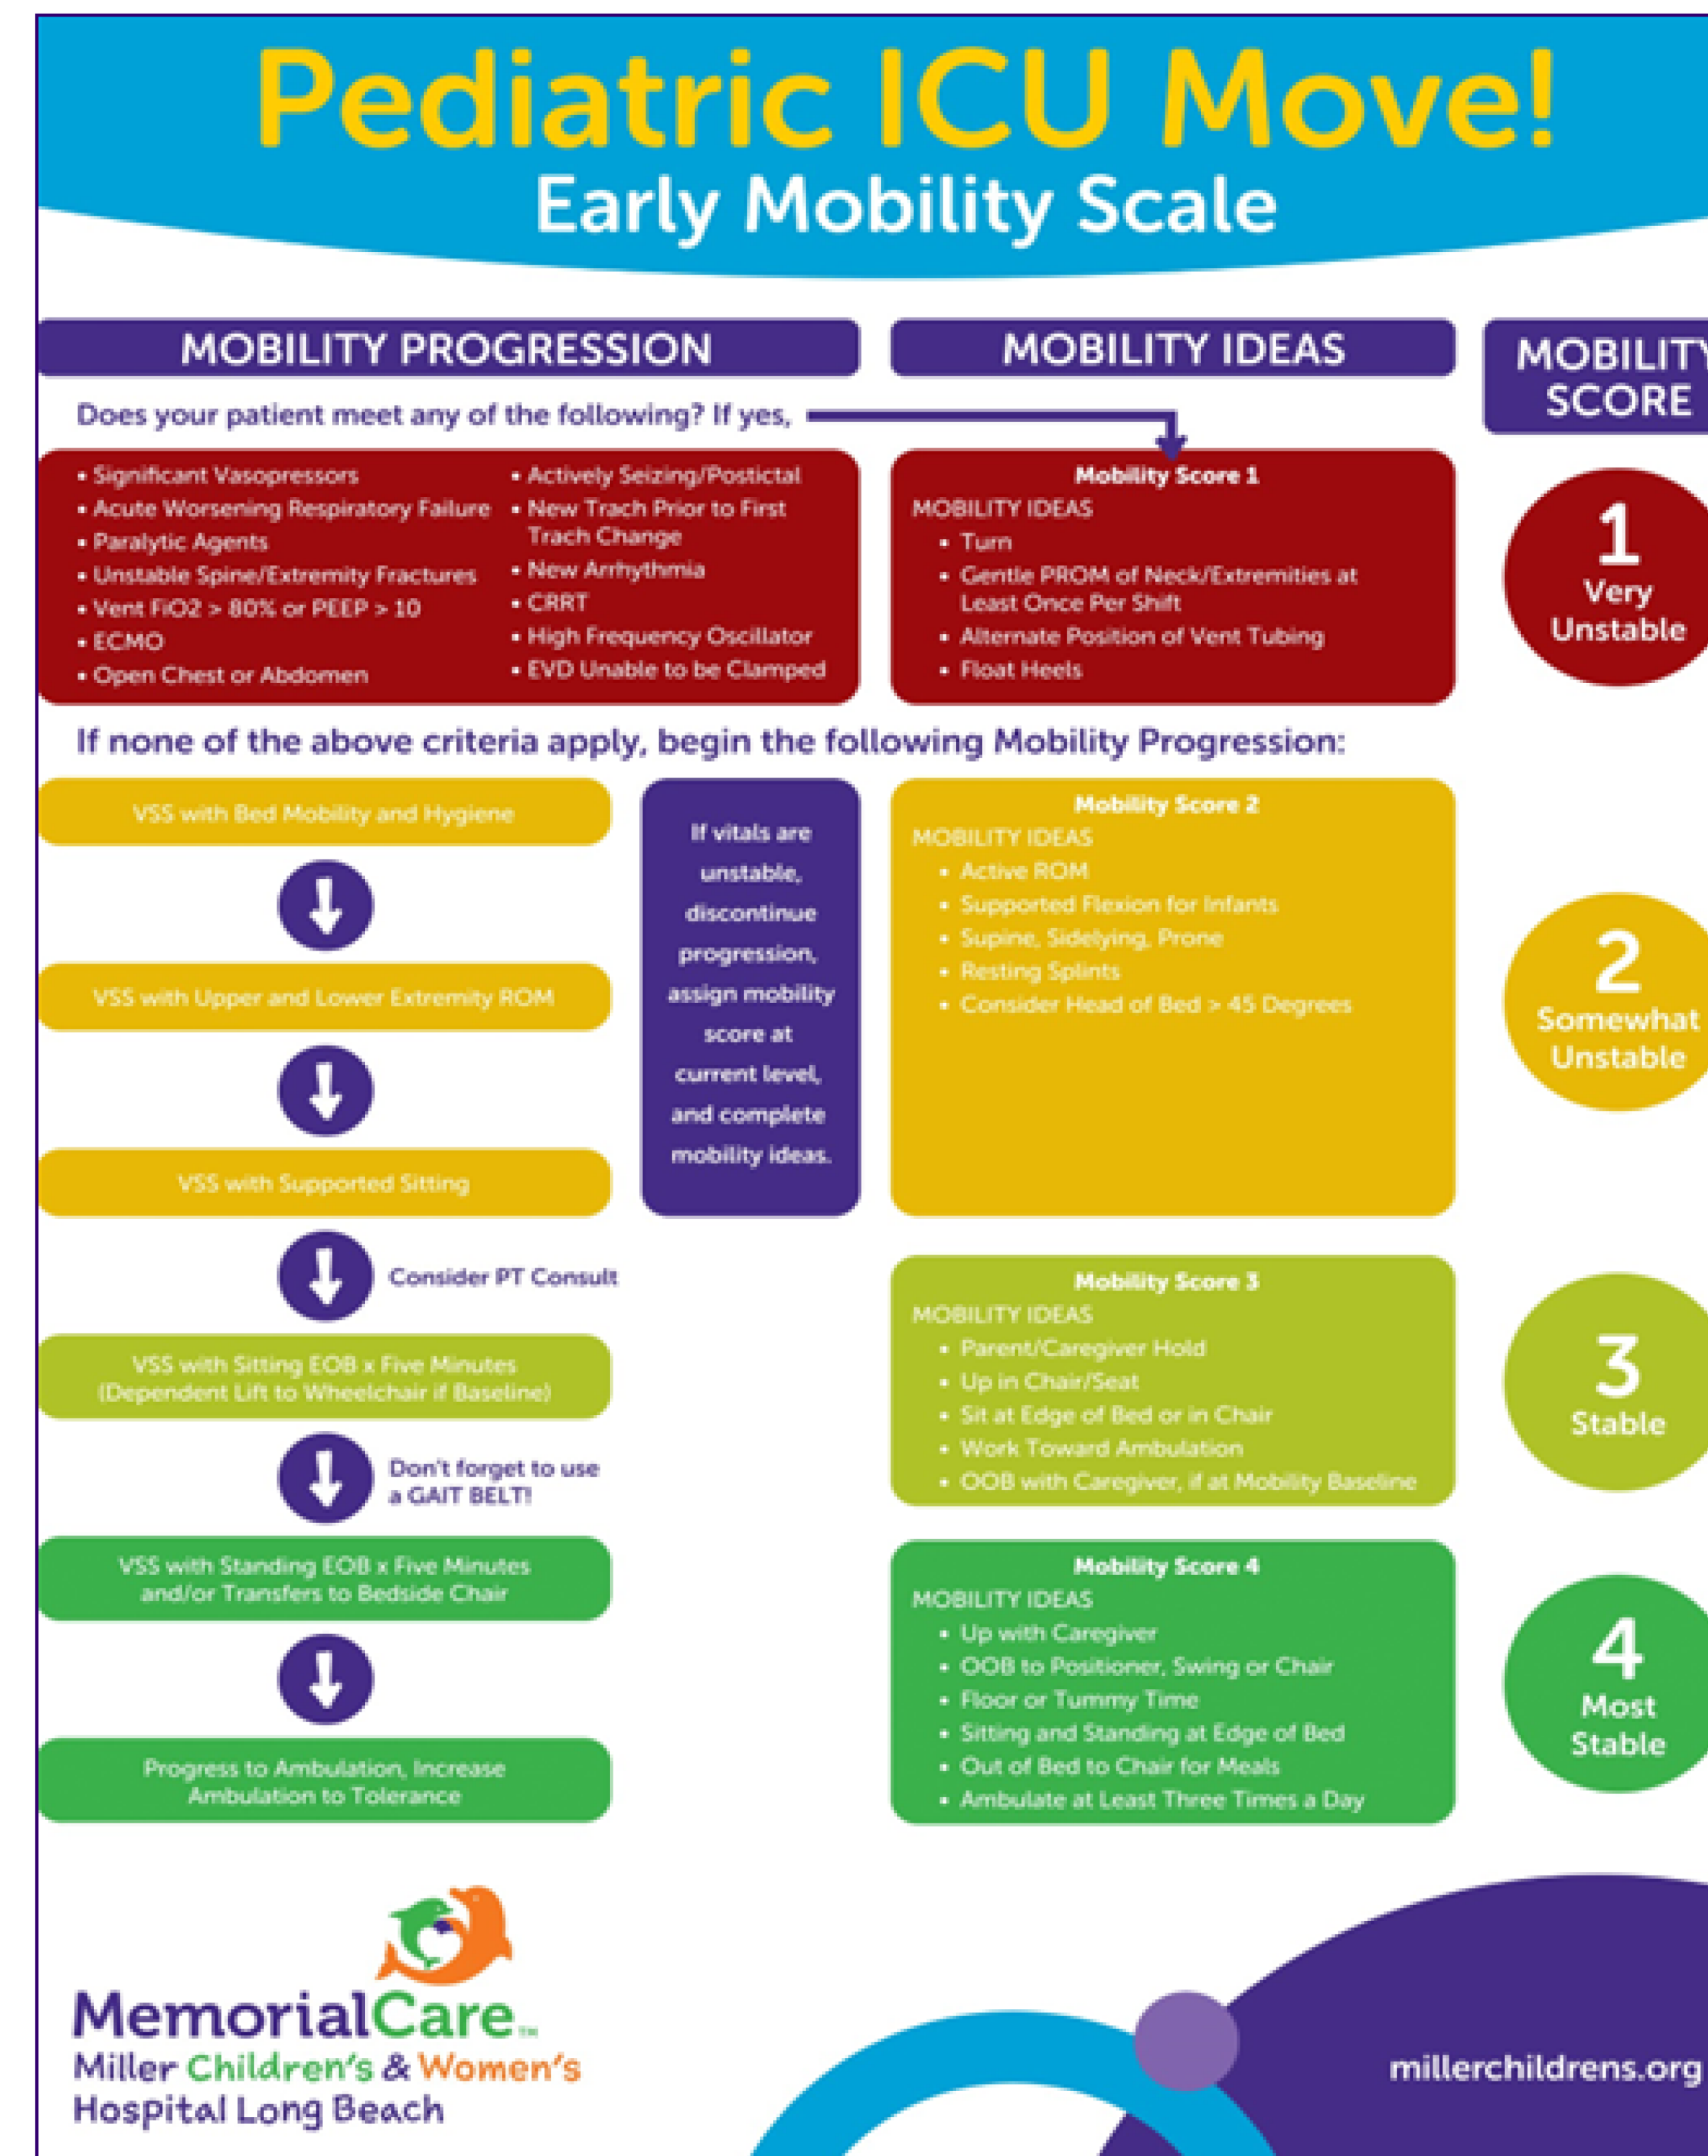 Pediatric ICU Move!
Early Mobility Scale
MOBILITY PROGRESSION
Does your patient meet any of the following? If yes,
• Significant Vasopressors
• Acute Worsening Respiratory Failure
• Paralytic Agents
• Unstable Spine/Extremity Fractures
• Vent FiO2 > 80% or PEEP > 10
• ECMO
• Open Chest or Abdomen
• Actively Seizing/Postictal
• New Trach Prior to First
Trach Change
• New Arrhythmia
• CRRT
• High Frequency Oscillator
• EVD Unable to be Clamped
MOBILITY IDEAS
Mobility Score 1
MOBILITY IDEAS
• Turn
• Gentle PROM of Neck/Extremities at
Least Once Per Shift
• Alternate Position of Vent Tubing
• Float Heels
MOBILITY
SCORE
1
Very
Unstable
If none of the above criteria apply, begin the following Mobility Progression:
VSS with Bed Mobility and Hygiene
VSS with Upper and Lower Extremity ROM
VSS with Supported Sitting
If vitals are
unstable,
discontinue
progression,
assign mobility
score at
current level,
and complete
mobility ideas.
Mobility Score 2
MOBILITY IDEAS
• Active ROM
• Supported Flexion for Infants
• Supine, Sidelying, Prone
• Resting Splints
• Consider Head of Bed > 45 Degrees
2
Somewhat
Unstable
Consider PT Consult
VSS with Sitting EOB x Five Minutes
(Dependent Lift to Wheelchair if Baseline)
Don't forget to use
a GAIT BELT!
Mobility Score 3
MOBILITY IDEAS
• Parent/Caregiver Hold
• Up in Chair/Seat
• Sit at Edge of Bed or in Chair
• Work Toward Ambulation
• OOB with Caregiver, if at Mobility Baseline
3
Stable
VSS with Standing EOB x Five Minutes
and/or Transfers to Bedside Chair
Progress to Ambulation, Increase
Ambulation to Tolerance
Mobility Score 4
MOBILITY IDEAS
• Up with Caregiver
• OOB to Positioner, Swing or Chair
• Floor or Tummy Time
• Sitting and Standing at Edge of Bed
• Out of Bed to Chair for Meals
• Ambulate at Least Three Times a Day
4
Most
Stable
MemorialCare™
Miller Children's & Women's
Hospital Long Beach
millerchildrens.org